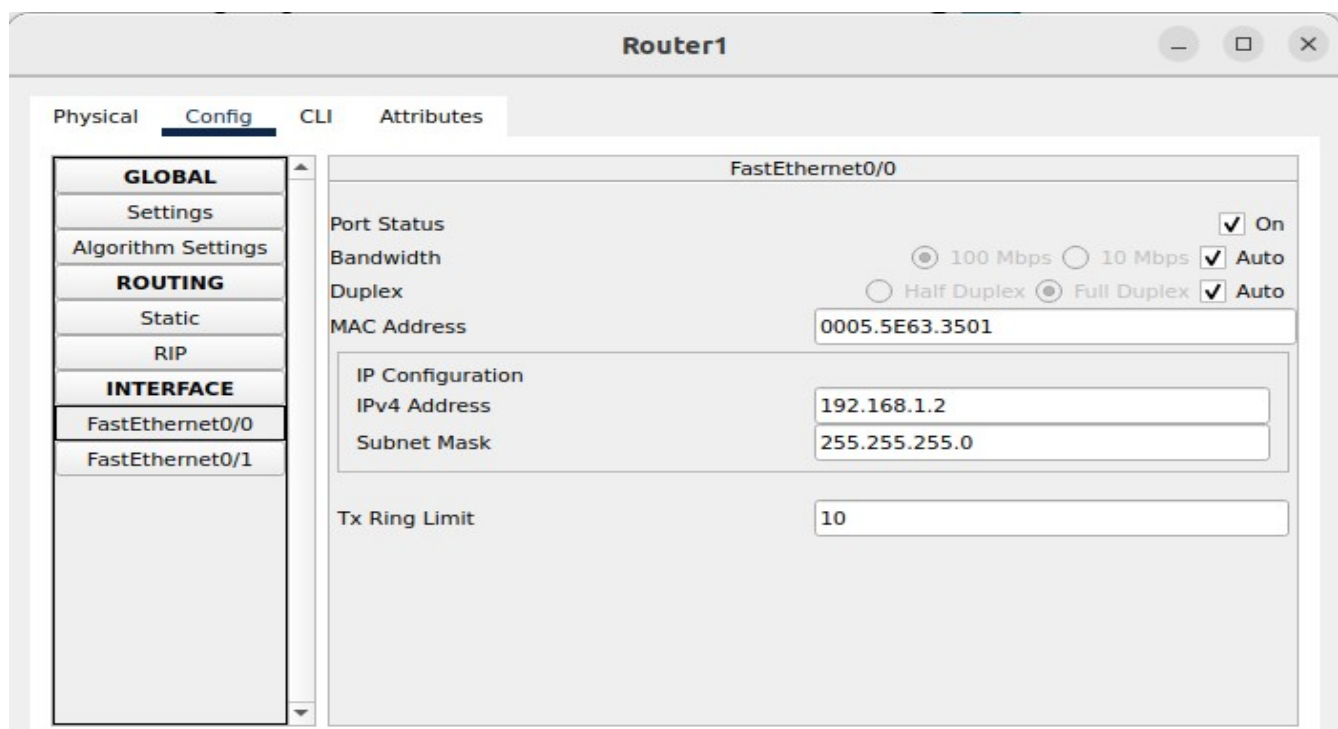 Router1
Physical Config CLI Attributes
GLOBAL
Settings
Algorithm Settings
ROUTING
Static
RIP
INTERFACE
FastEthernet0/0
FastEthernet0/1
FastEthernet0/0
Port Status On
Bandwidth 100 Mbps 10 Mbps Auto
Duplex Half Duplex Full Duplex Auto
MAC Address 0005.5E63.3501
IP Configuration
IPv4 Address 192.168.1.2
Subnet Mask 255.255.255.0
Tx Ring Limit 10